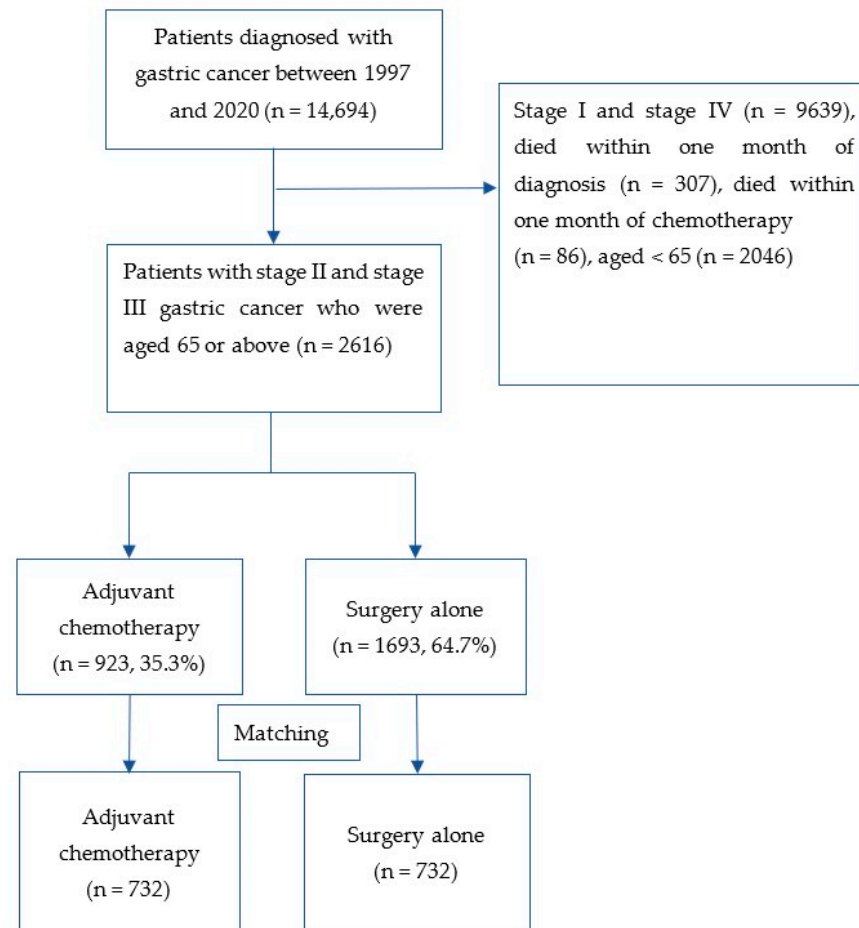 Patients diagnosed with
gastric cancer between 1997
and 2020 (n = 14,694)
Stage I and stage IV (n = 9639),
died within one month of
diagnosis (n = 307), died within
one month of chemotherapy
(n = 86), aged < 65 (n = 2046)
Patients with stage II and stage
III gastric cancer who were
aged 65 or above (n = 2616)
Adjuvant
chemotherapy
(n = 923, 35.3%)
Surgery alone
(n = 1693, 64.7%)
Matching
Adjuvant
chemotherapy
(n = 732)
Surgery alone
(n = 732)